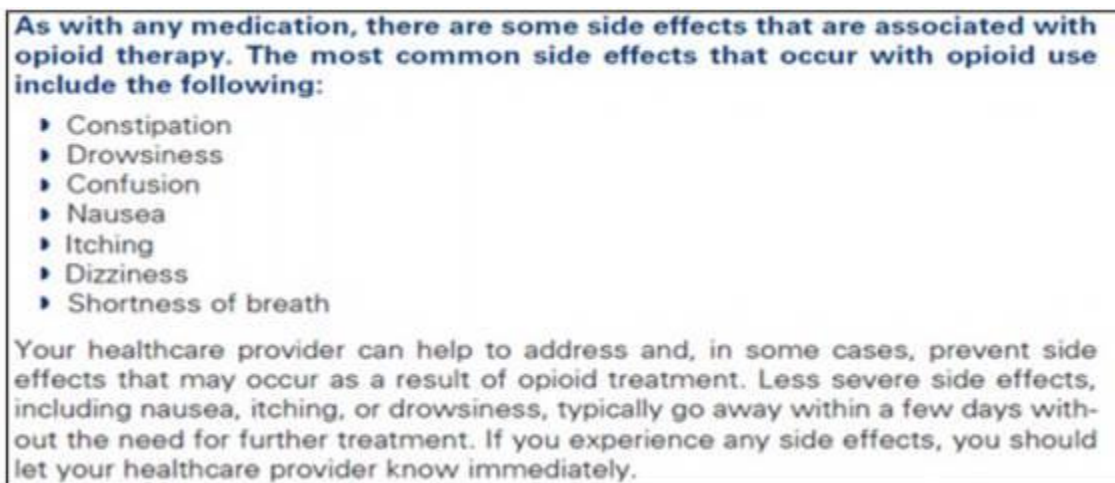 As with any medication, there are some side effects that are associated with
opioid therapy. The most common side effects that occur with opioid use
include the following:
Constipation
Drowsiness
Confusion
Nausea
Itching
Dizziness
Shortness of breath
Your healthcare provider can help to address and, in some cases, prevent side
effects that may occur as a result of opioid treatment. Less severe side effects,
including nausea, itching, or drowsiness, typically go away within a few days with-
out the need for further treatment. If you experience any side effects, you should
let your healthcare provider know immediately.